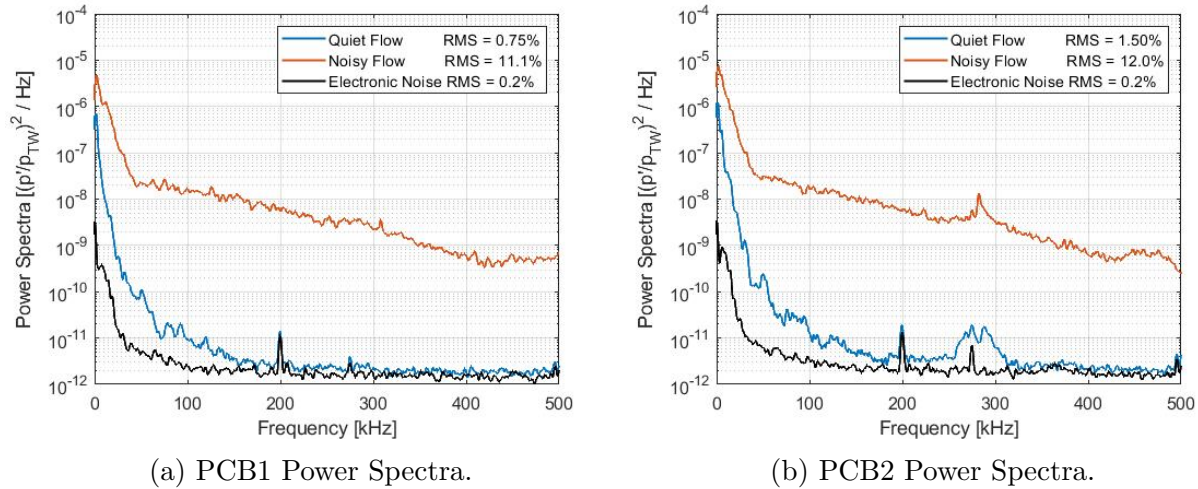 10^-4
10^-5
10^-6
10^-7
10^-8
10^-9
10^-10
10^-11
10^-12
Power Spectra [(p'/p_TW)^2 / Hz]
Quiet Flow RMS = 0.75%
Noisy Flow RMS = 11.1%
Electronic Noise RMS = 0.2%
0 100 200 300 400 500
Frequency [kHz]
(a) PCB1 Power Spectra.
10^-4
10^-5
10^-6
10^-7
10^-8
10^-9
10^-10
10^-11
10^-12
Power Spectra [(p'/p_TW)^2 / Hz]
Quiet Flow RMS = 1.50%
Noisy Flow RMS = 12.0%
Electronic Noise RMS = 0.2%
0 100 200 300 400 500
Frequency [kHz]
(b) PCB2 Power Spectra.